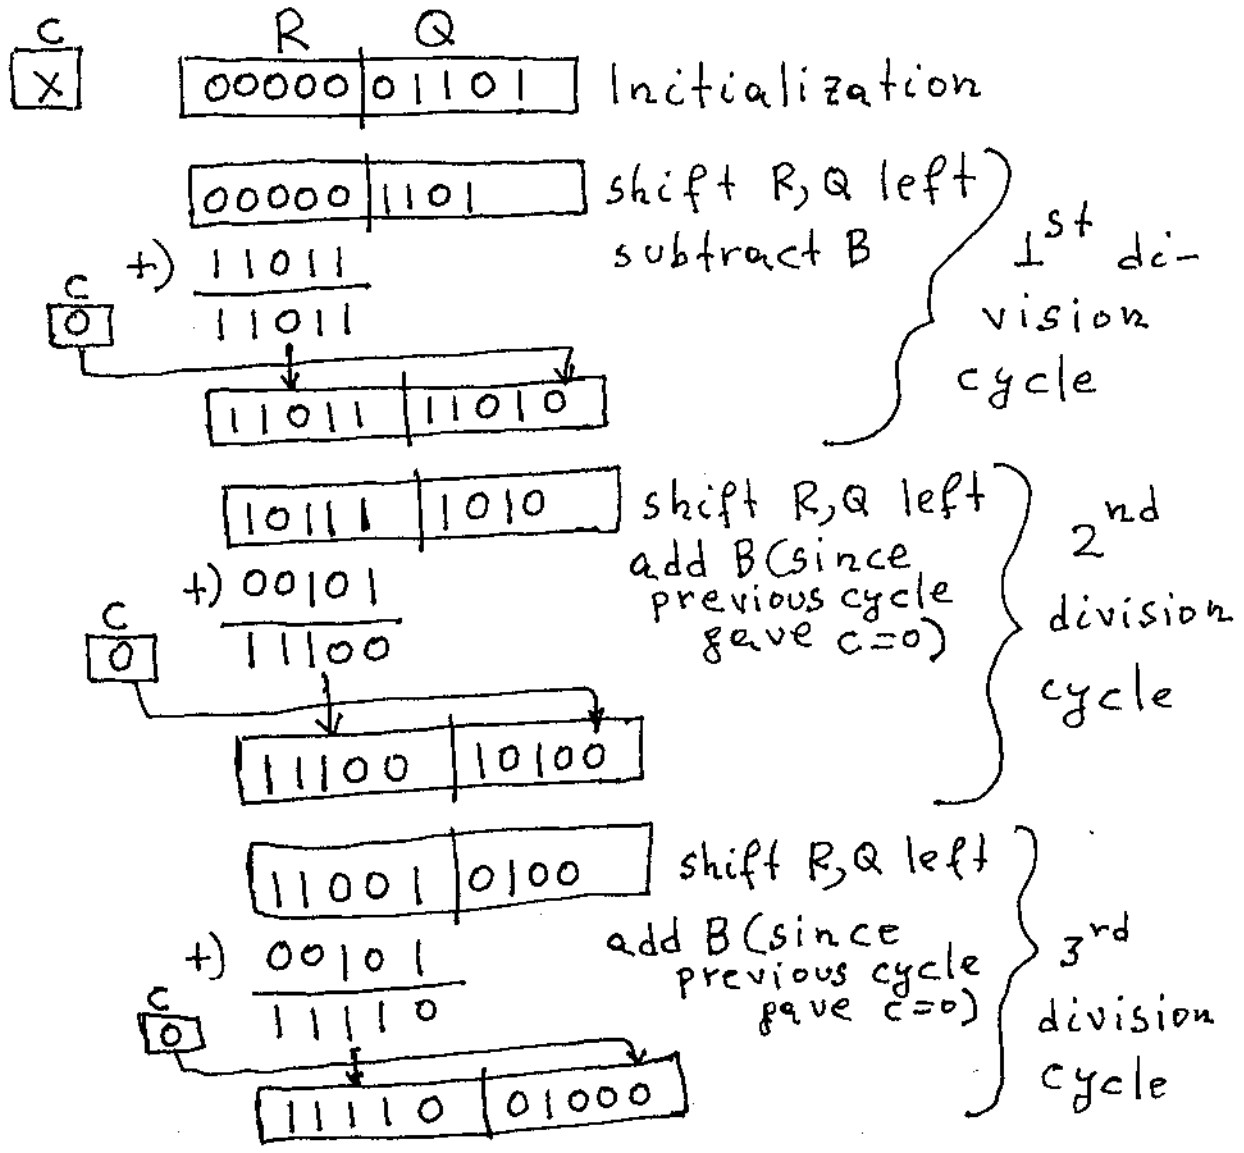 C R Q
X 00000 01101 Initialization
00000 1101 shift R, Q left
+) 11011 subtract B
C
0 11011
11011 11010
1st di-
vision
cycle
10111 1010 shift R, Q left
+) 00101 add B (since
previous cycle
gave c=0)
C
0 11100
11100 10100
2nd
division
cycle
11001 0100 shift R, Q left
+) 00101 add B (since
previous cycle
gave c=0)
C
0 11110
11110 01000
3rd
division
cycle